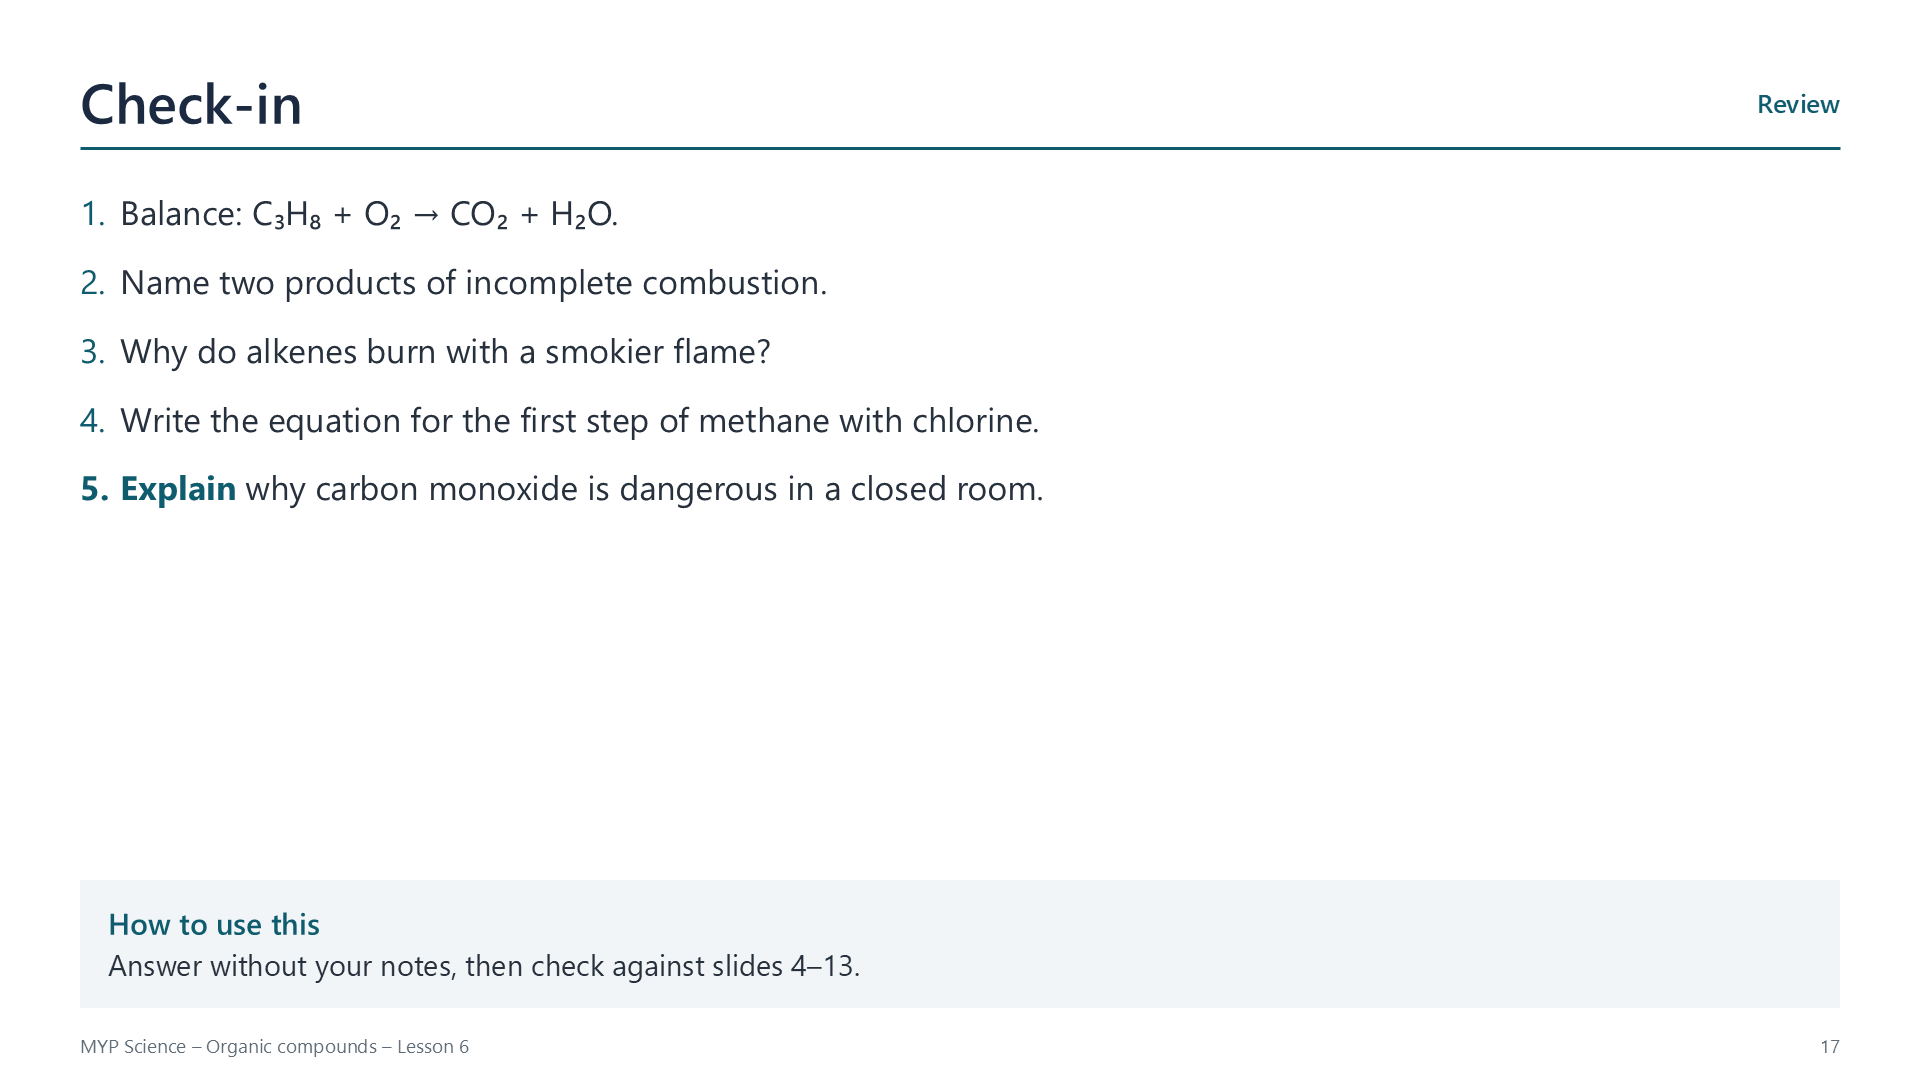 Check-in
Review
1. Balance: C₃H₈ + O₂ → CO₂ + H₂O.
2. Name two products of incomplete combustion.
3. Why do alkenes burn with a smokier flame?
4. Write the equation for the first step of methane with chlorine.
5. Explain why carbon monoxide is dangerous in a closed room.
How to use this
Answer without your notes, then check against slides 4–13.
MYP Science – Organic compounds – Lesson 6
17